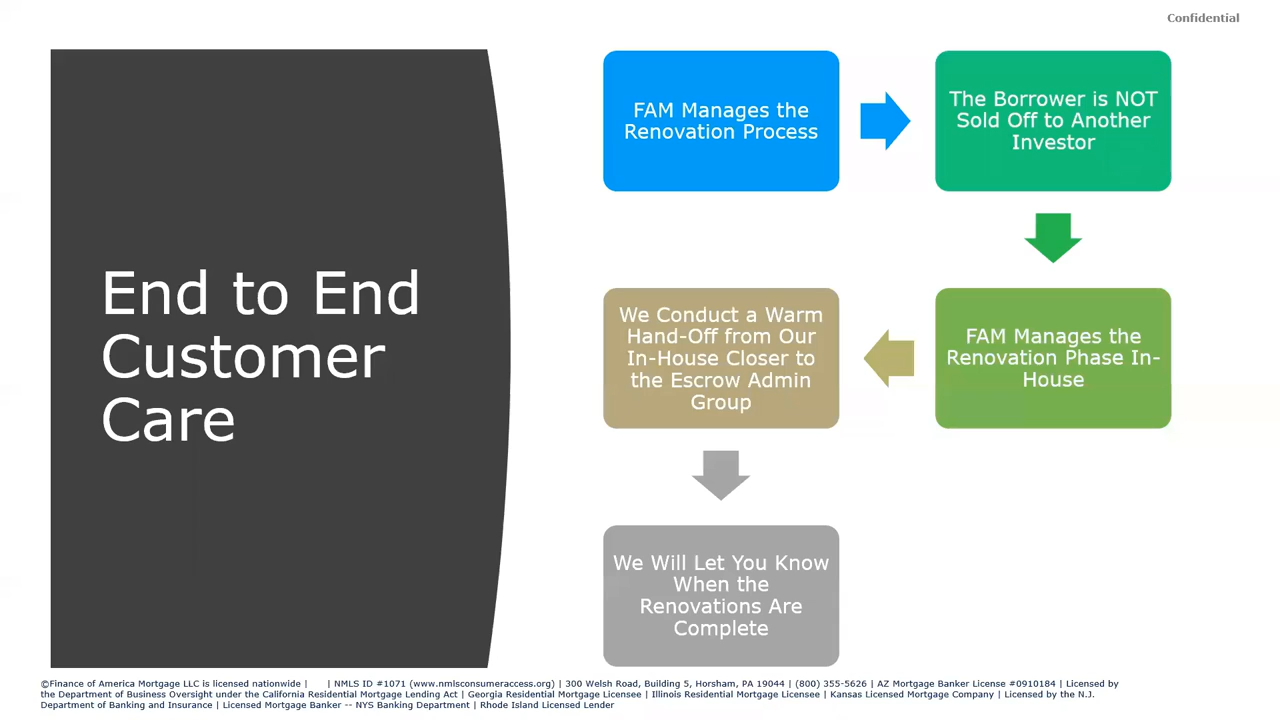 Confidential
End to End
Customer
Care
FAM Manages the
Renovation Process
The Borrower is NOT
Sold Off to Another
Investor
FAM Manages the
Renovation Phase In-
House
We Conduct a Warm
Hand-Off from Our
In-House Closer to
the Escrow Admin
Group
We Will Let You Know
When the
Renovations Are
Complete
©Finance of America Mortgage LLC is licensed nationwide | | NMLS ID #1071 (www.nmlsconsumeraccess.org) | 300 Welsh Road, Building 5, Horsham, PA 19044 | (800) 355-5626 | AZ Mortgage Banker License #0910184 | Licensed by
the Department of Business Oversight under the California Residential Mortgage Lending Act | Georgia Residential Mortgage Licensee | Illinois Residential Mortgage Licensee | Kansas Licensed Mortgage Company | Licensed by the N.J.
Department of Banking and Insurance | Licensed Mortgage Banker -- NYS Banking Department | Rhode Island Licensed Lender